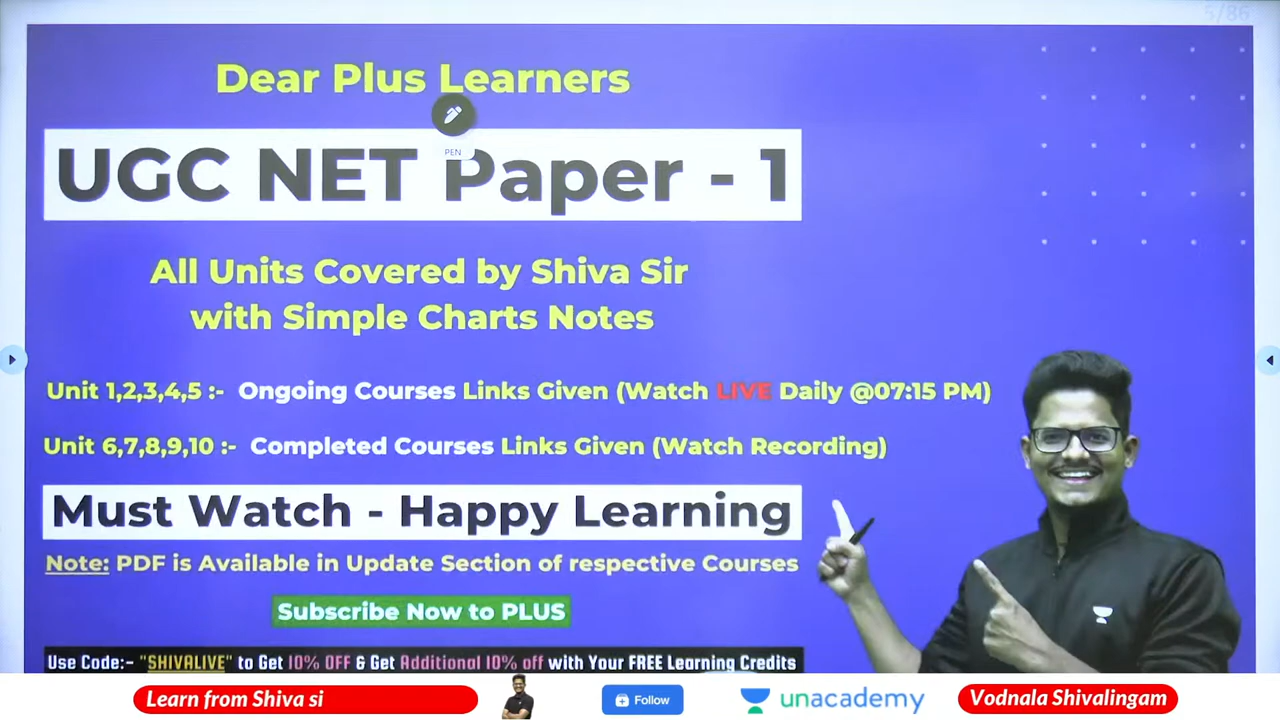 5/86
Dear Plus Learners
PEN
UGC NET Paper - 1
All Units Covered by Shiva Sir
with Simple Charts Notes
Unit 1,2,3,4,5 :- Ongoing Courses Links Given (Watch LIVE Daily @07:15 PM)
Unit 6,7,8,9,10 :- Completed Courses Links Given (Watch Recording)
Must Watch - Happy Learning
Note: PDF is Available in Update Section of respective Courses
Subscribe Now to PLUS
Use Code:- "SHIVALIVE" to Get 10% OFF & Get Additional 10% off with Your FREE Learning Credits
Learn from Shiva si
Follow
unacademy
Vodnala Shivalingam